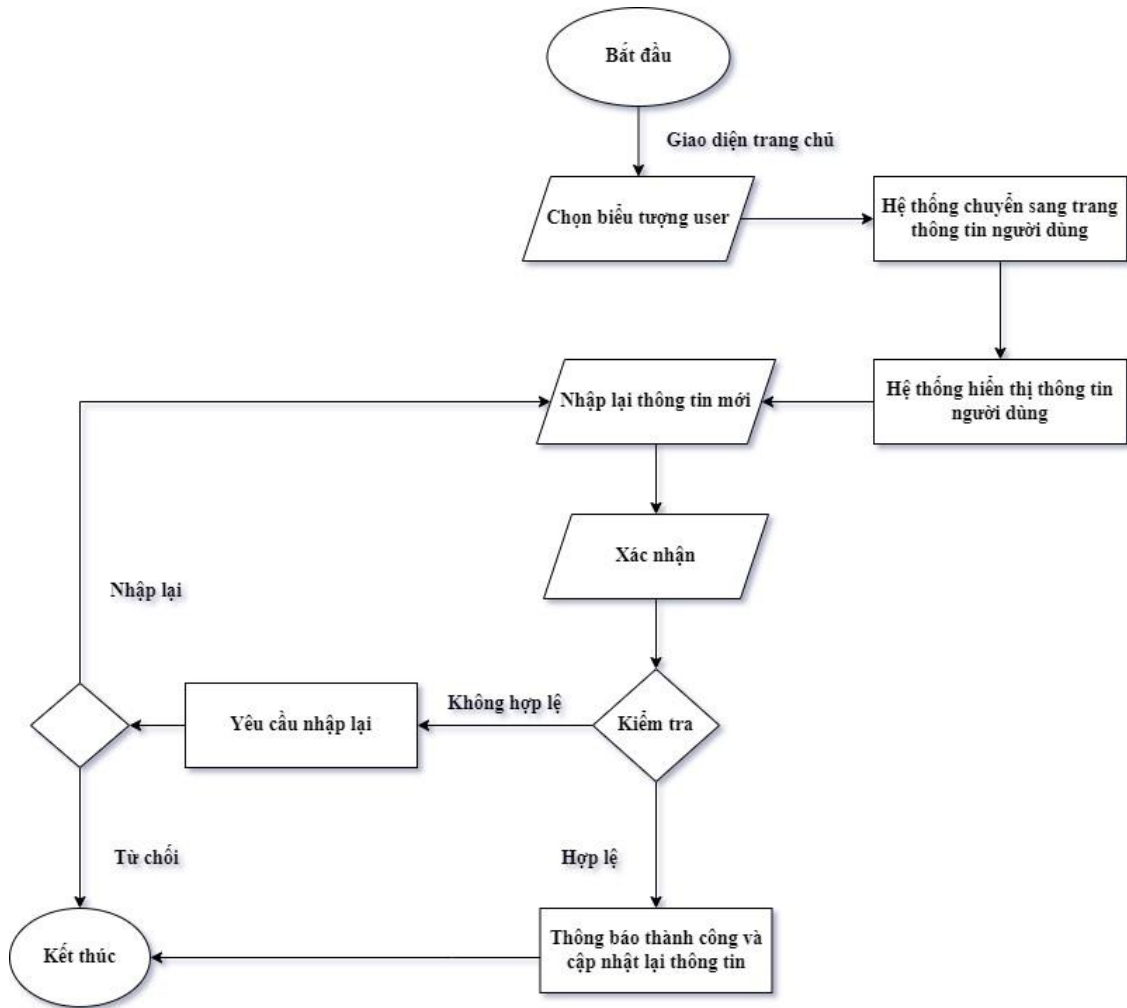 Bắt đầu
Giao diện trang chủ
Chọn biểu tượng user
Hệ thống chuyển sang trang
thông tin người dùng
Nhập lại thông tin mới
Hệ thống hiển thị thông tin
người dùng
Xác nhận
Nhập lại
Không hợp lệ
Yêu cầu nhập lại
Kiểm tra
Từ chối
Hợp lệ
Kết thúc
Thông báo thành công và
cập nhật lại thông tin